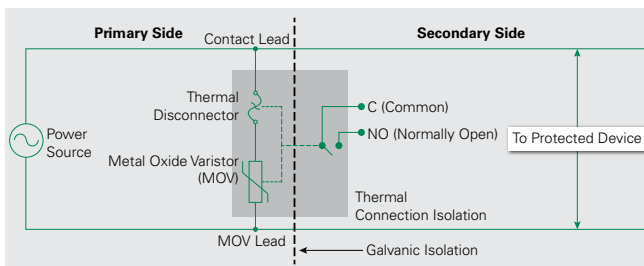 Primary Side
Secondary Side
Contact Lead
Thermal
Disconnector
C (Common)
NO (Normally Open)
Power
Source
To Protected Device
Metal Oxide Varistor
(MOV)
Thermal
Connection Isolation
MOV Lead
Galvanic Isolation